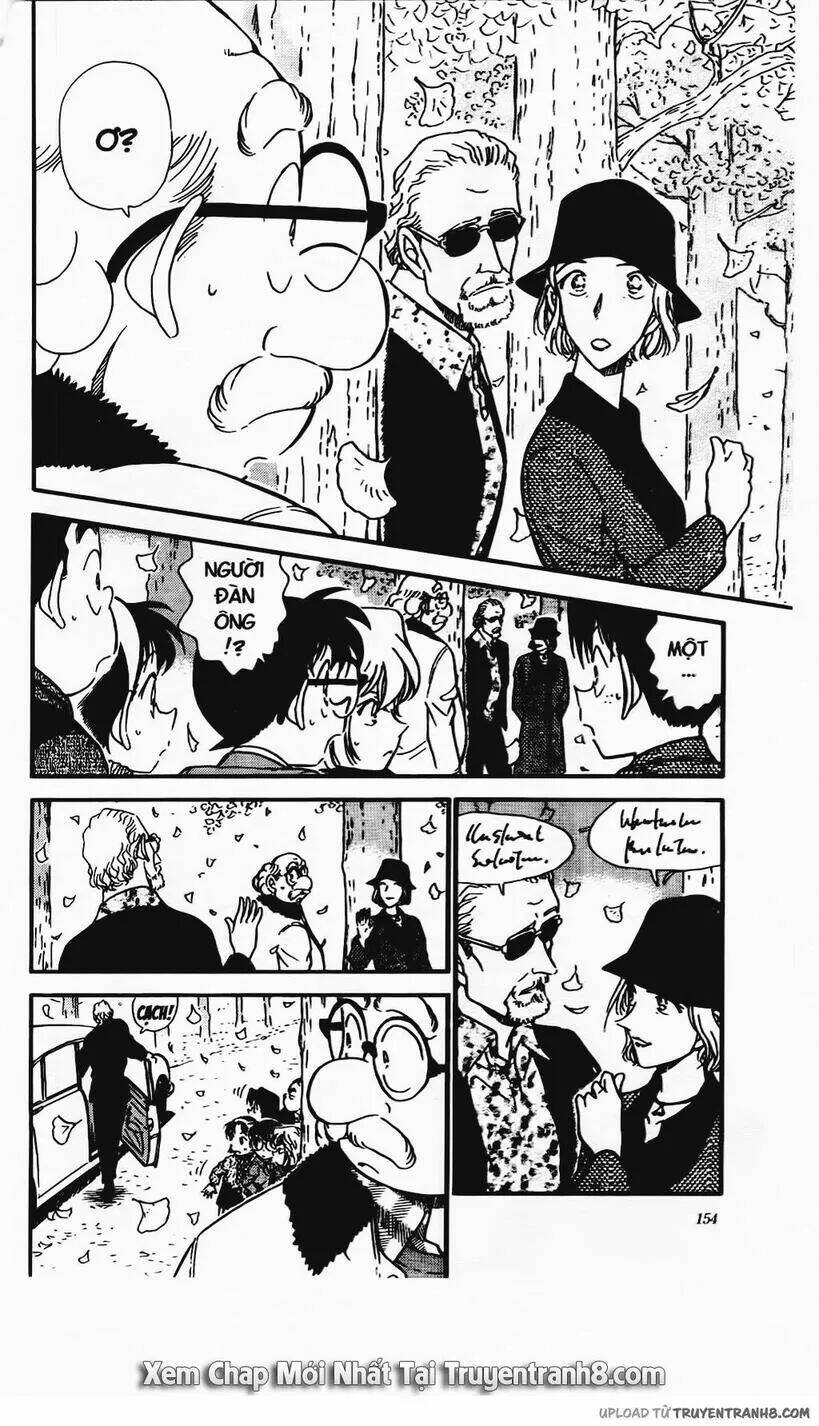 Ơ?
NGƯỜI
ĐÀN
ÔNG
!?
MỘT
...
CẠCH!
154
Xem Chap Mới Nhất Tại Truyentranh8.com
UPLOAD TỪ TRUYENTRANH8.COM